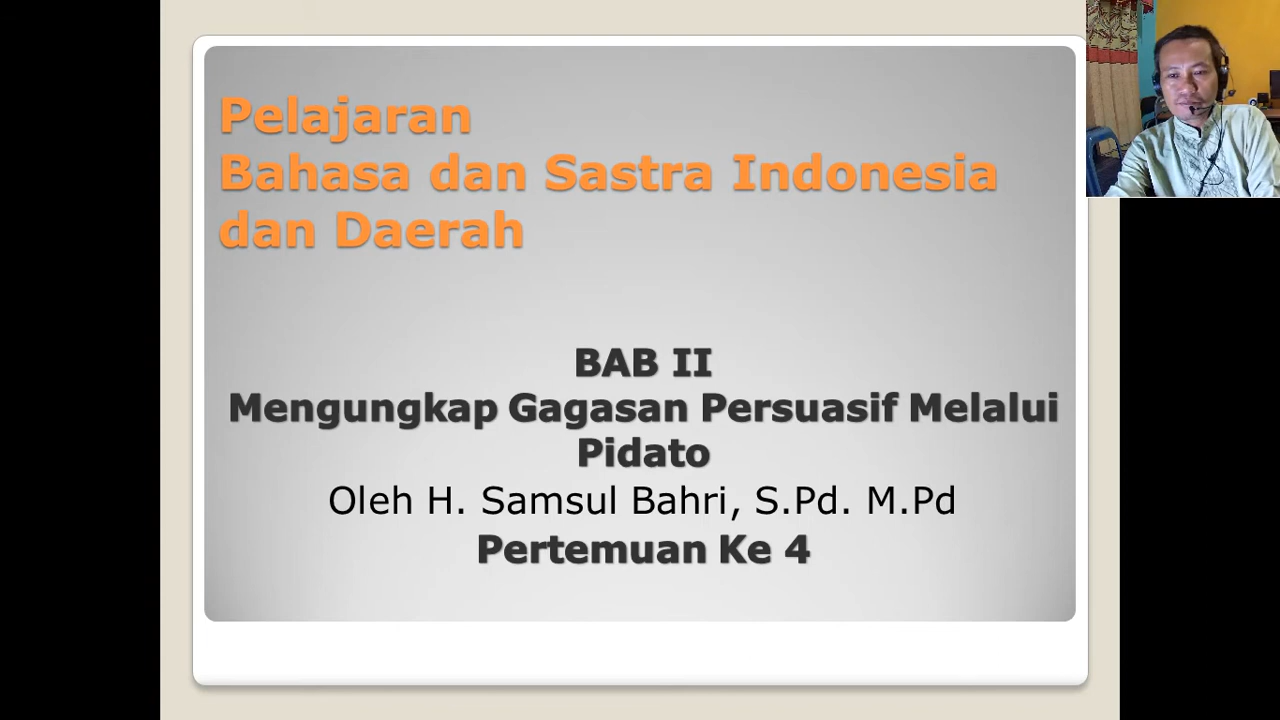 Pelajaran
Bahasa dan Sastra Indonesia
dan Daerah
BAB II
Mengungkap Gagasan Persuasif Melalui
Pidato
Oleh H. Samsul Bahri, S.Pd. M.Pd
Pertemuan Ke 4